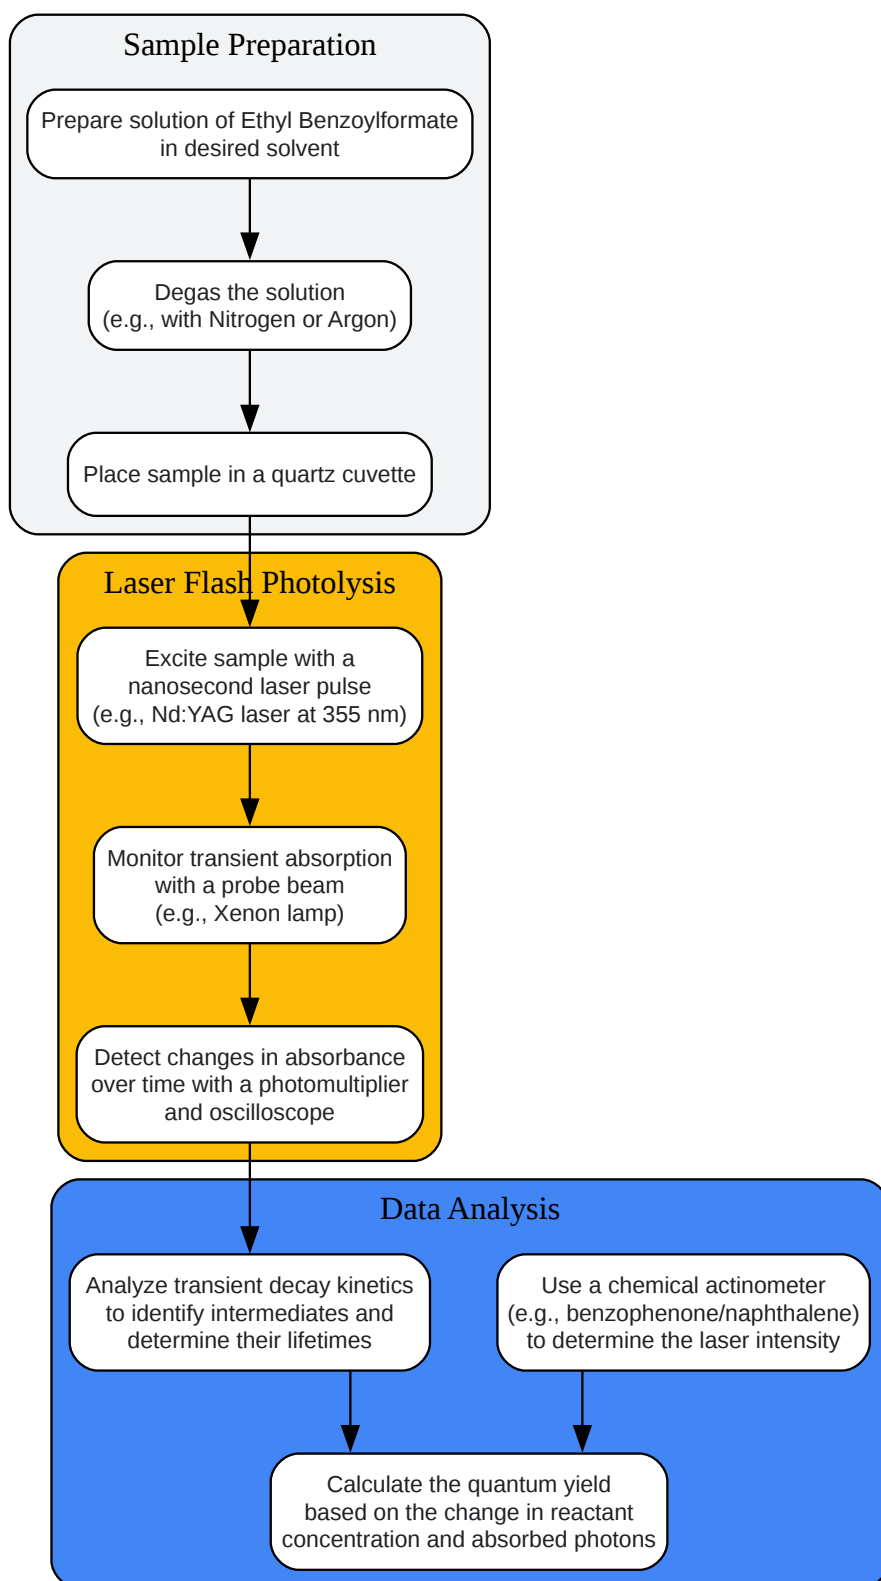 Sample Preparation
Prepare solution of Ethyl Benzoylformate
in desired solvent
Degas the solution
(e.g., with Nitrogen or Argon)
Place sample in a quartz cuvette
Laser Flash Photolysis
Excite sample with a
nanosecond laser pulse
(e.g., Nd:YAG laser at 355 nm)
Monitor transient absorption
with a probe beam
(e.g., Xenon lamp)
Detect changes in absorbance
over time with a photomultiplier
and oscilloscope
Data Analysis
Analyze transient decay kinetics
to identify intermediates and
determine their lifetimes
Use a chemical actinometer
(e.g., benzophenone/naphthalene)
to determine the laser intensity
Calculate the quantum yield
based on the change in reactant
concentration and absorbed photons